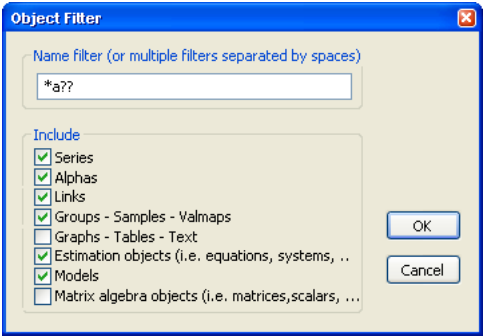 Object Filter
Name filter (or multiple filters separated by spaces)
*a??
Include
Series
Alphas
Links
Groups - Samples - Valmaps
Graphs - Tables - Text
Estimation objects (i.e. equations, systems, ..
Models
Matrix algebra objects (i.e. matrices,scalars, ...
OK
Cancel